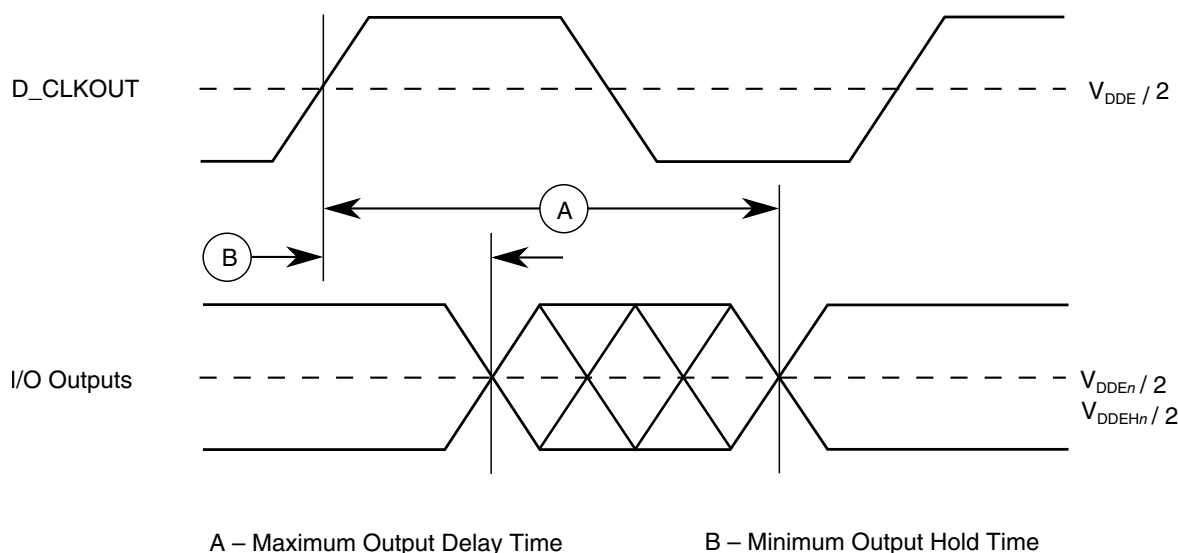 D_CLKOUT
V_DDE / 2
A
B
I/O Outputs
V_DDEn / 2
V_DDEHn / 2
A – Maximum Output Delay Time
B – Minimum Output Hold Time